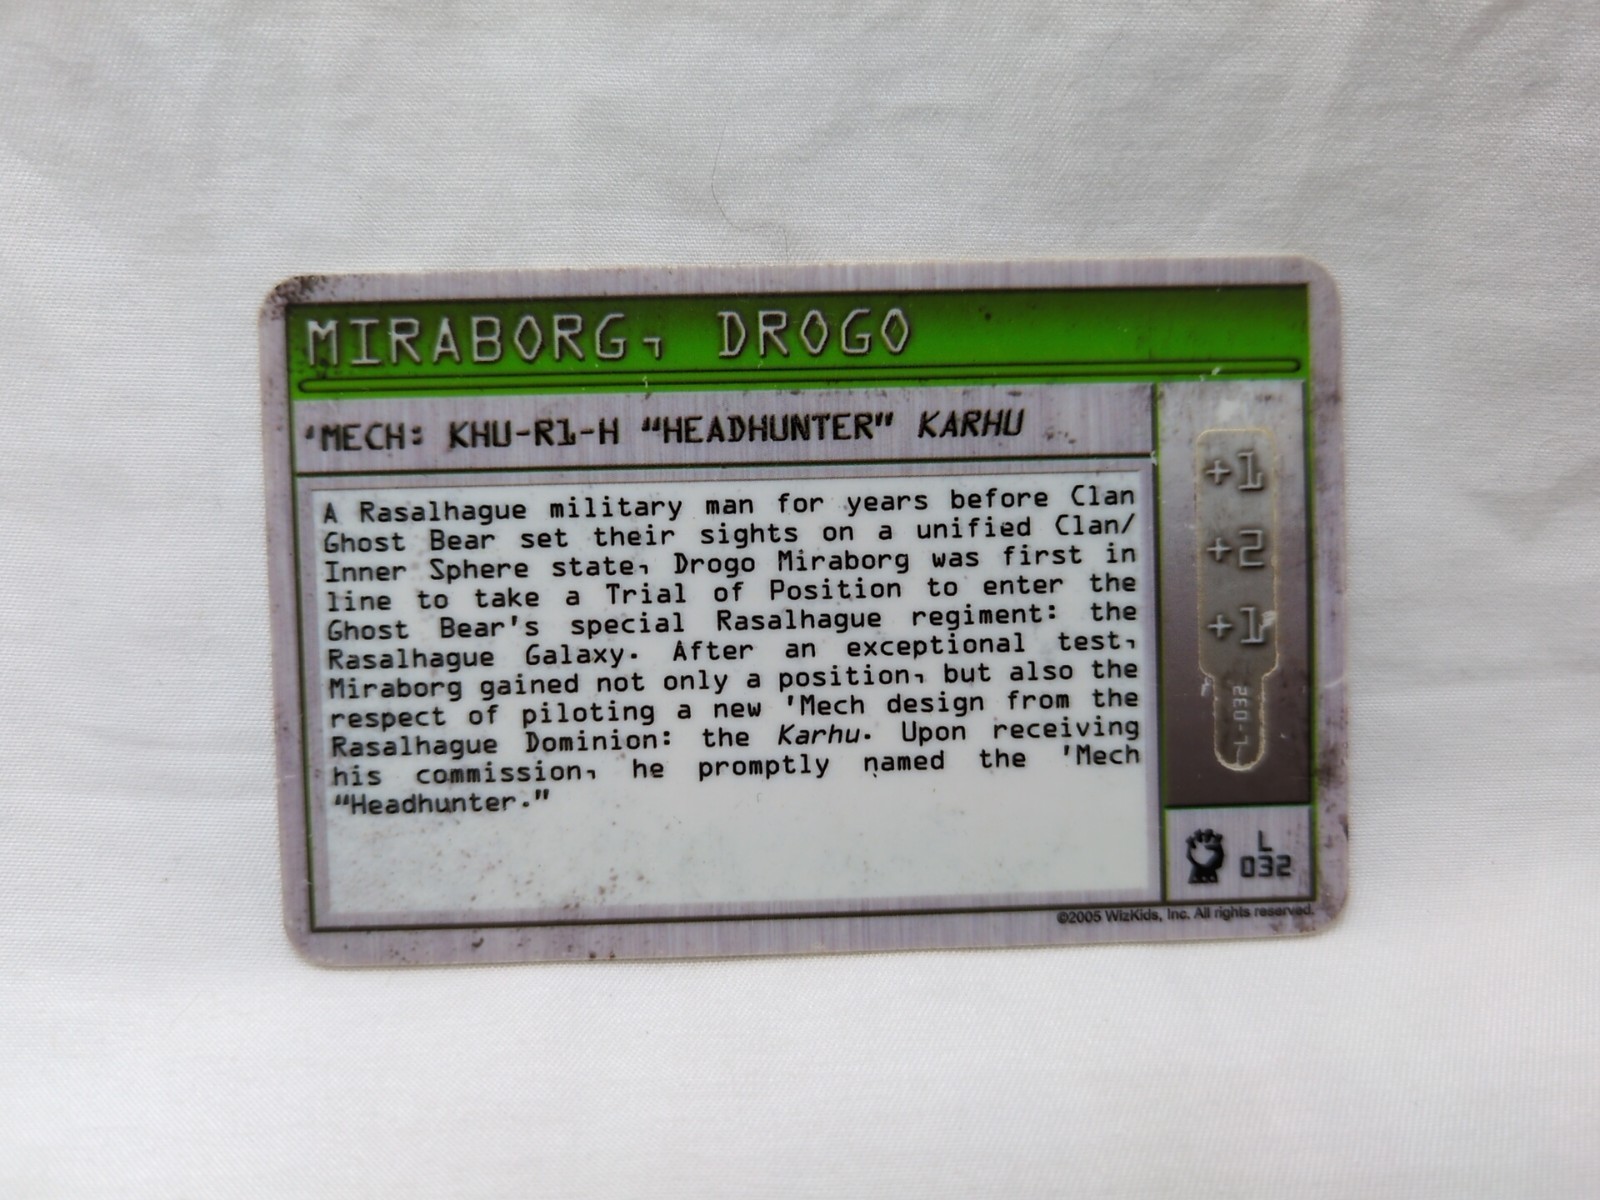 MIRABORG, DROGO
'MECH: KHU-R1-H "HEADHUNTER" KARHU
A Rasalhague military man for years before Clan
Ghost Bear set their sights on a unified Clan/
Inner Sphere state, Drogo Miraborg was first in
line to take a Trial of Position to enter the
Ghost Bear's special Rasalhague regiment: the
Rasalhague Galaxy. After an exceptional test,
Miraborg gained not only a position, but also the
respect of piloting a new 'Mech design from the
Rasalhague Dominion: the Karhu. Upon receiving
his commission, he promptly named the 'Mech
"Headhunter."
+1
+2
+1
L-032
L
032
©2005 WizKids, Inc. All rights reserved.